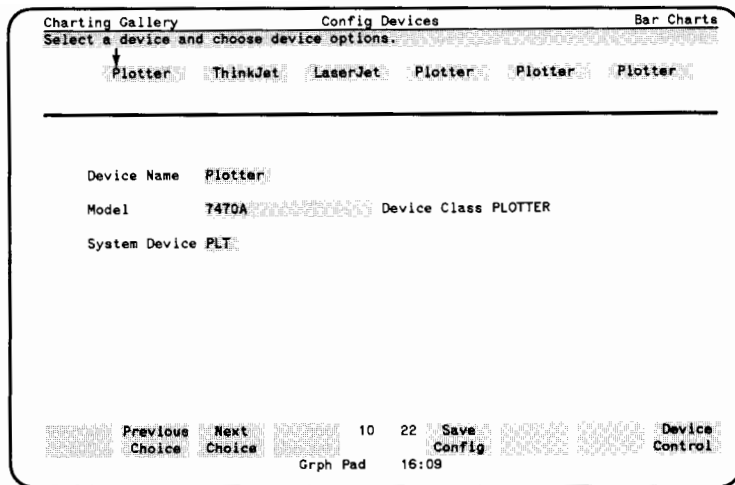 Charting Gallery Config Devices Bar Charts
Select a device and choose device options.
Plotter ThinkJet LaserJet Plotter Plotter Plotter
Device Name Plotter
Model 7470A Device Class PLOTTER
System Device PLT
Previous Next 10 22 Save Device
Choice Choice Config Control
Grph Pad 16:09